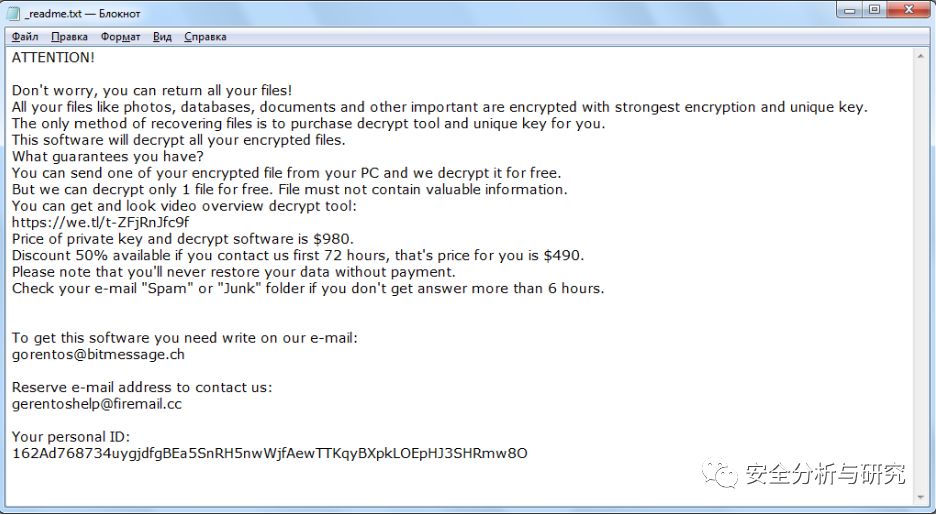 _readme.txt — Блокнот
Файл Правка Формат Вид Справка
ATTENTION!
Don't worry, you can return all your files!
All your files like photos, databases, documents and other important are encrypted with strongest encryption and unique key.
The only method of recovering files is to purchase decrypt tool and unique key for you.
This software will decrypt all your encrypted files.
What guarantees you have?
You can send one of your encrypted file from your PC and we decrypt it for free.
But we can decrypt only 1 file for free. File must not contain valuable information.
You can get and look video overview decrypt tool:
https://we.tl/t-ZFjRnJfc9f
Price of private key and decrypt software is $980.
Discount 50% available if you contact us first 72 hours, that's price for you is $490.
Please note that you'll never restore your data without payment.
Check your e-mail "Spam" or "Junk" folder if you don't get answer more than 6 hours.
To get this software you need write on our e-mail:
gorentos@bitmessage.ch
Reserve e-mail address to contact us:
gerentoshelp@firemail.cc
Your personal ID:
162Ad768734uygjdfgBEa5SnRH5nwWjfAewTTKqyBXpkLOEpHJ3SHRmw8O
安全分析与研究